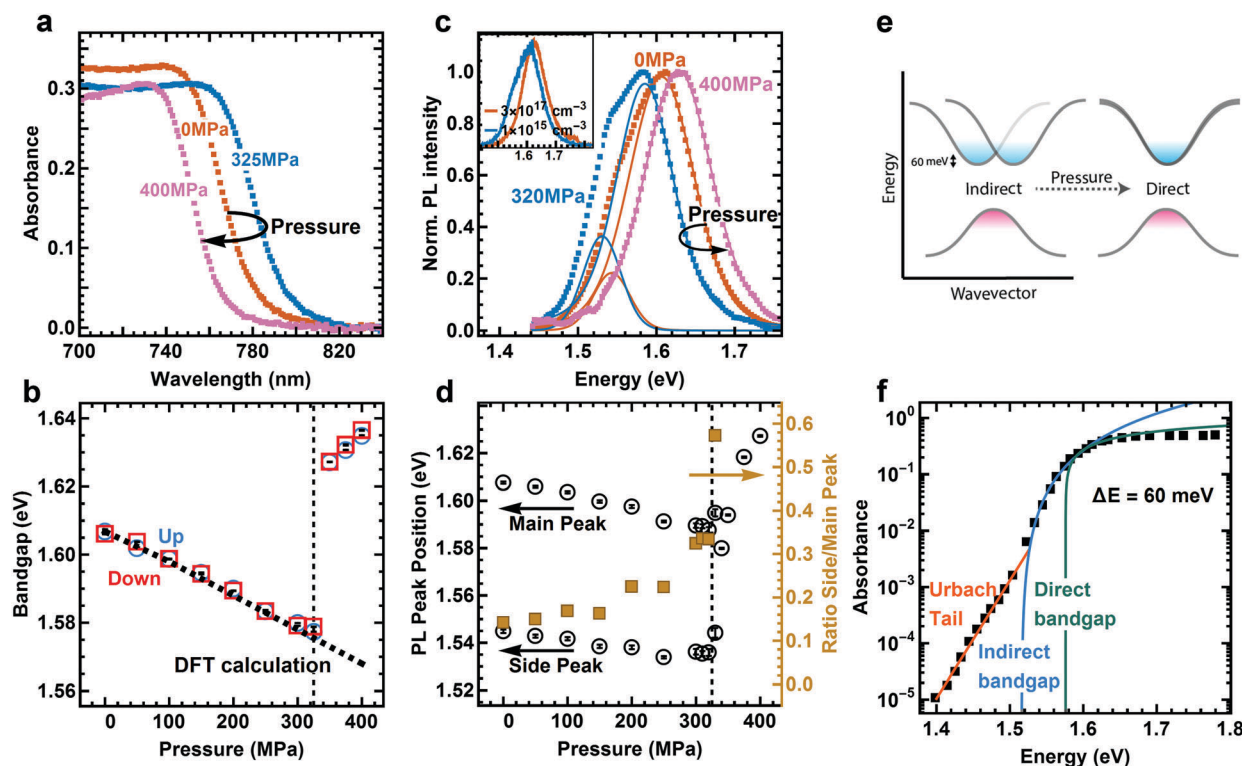 a
Absorbance
0.3
0.2
0.1
0.0
0MPa
325MPa
400MPa
Pressure
700
740
780
820
Wavelength (nm)
c
Norm. PL intensity
1.0
0.8
0.6
0.4
0.2
0.0
3×10¹⁷ cm⁻³
1×10¹⁵ cm⁻³
1.6
1.7
0MPa
400MPa
320MPa
Pressure
1.4
1.5
1.6
1.7
Energy (eV)
e
Energy
60 meV
Indirect
Pressure
Direct
Wavevector
b
Bandgap (eV)
1.64
1.62
1.60
1.58
1.56
Up
Down
DFT calculation
0
100
200
300
400
Pressure (MPa)
d
PL Peak Position (eV)
1.62
1.60
1.58
1.56
1.54
1.52
Main Peak
Side Peak
0.6
0.5
0.4
0.3
0.2
0.1
0.0
Ratio Side/Main Peak
0
100
200
300
400
Pressure (MPa)
f
Absorbance
10⁰
10⁻¹
10⁻²
10⁻³
10⁻⁴
10⁻⁵
ΔE = 60 meV
Urbach
Tail
Direct
bandgap
Indirect
bandgap
1.4
1.5
1.6
1.7
1.8
Energy (eV)